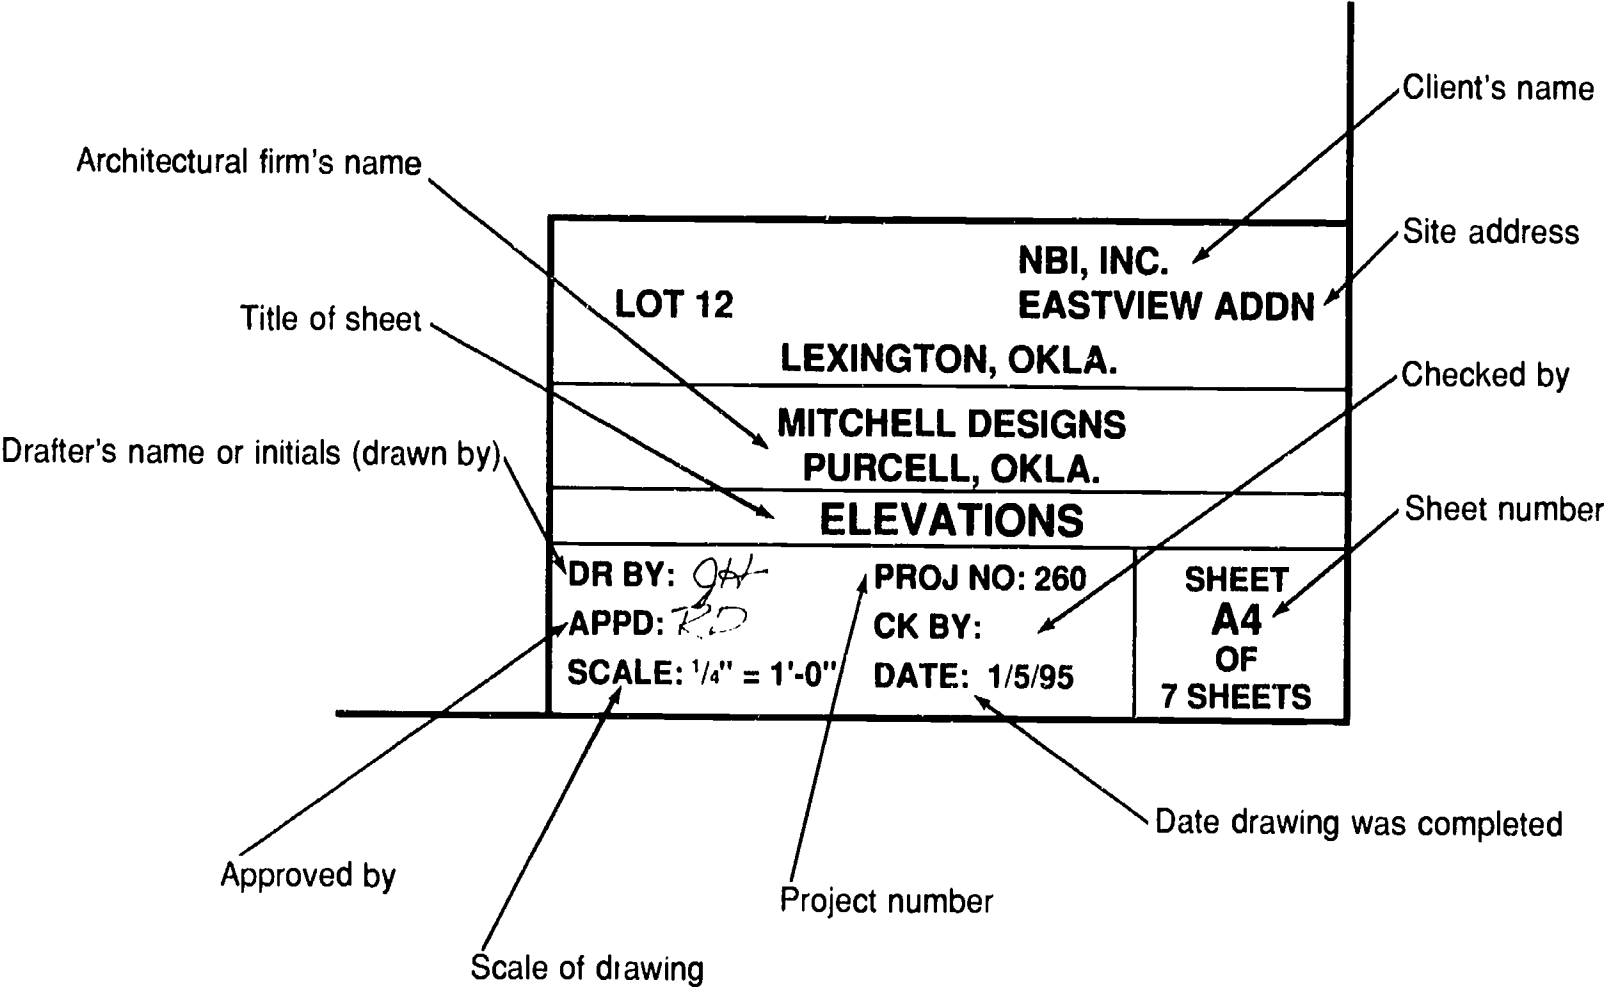 Client's name
Architectural firm's name
Site address
NBI, INC.
LOT 12 EASTVIEW ADDN
Title of sheet
LEXINGTON, OKLA.
Checked by
MITCHELL DESIGNS
Drafter's name or initials (drawn by)
PURCELL, OKLA.
Sheet number
ELEVATIONS
DR BY: JH PROJ NO: 260
APPD: RD CK BY:
SCALE: 1/4" = 1'-0" DATE: 1/5/95
SHEET
A4
OF
7 SHEETS
Date drawing was completed
Approved by
Project number
Scale of drawing